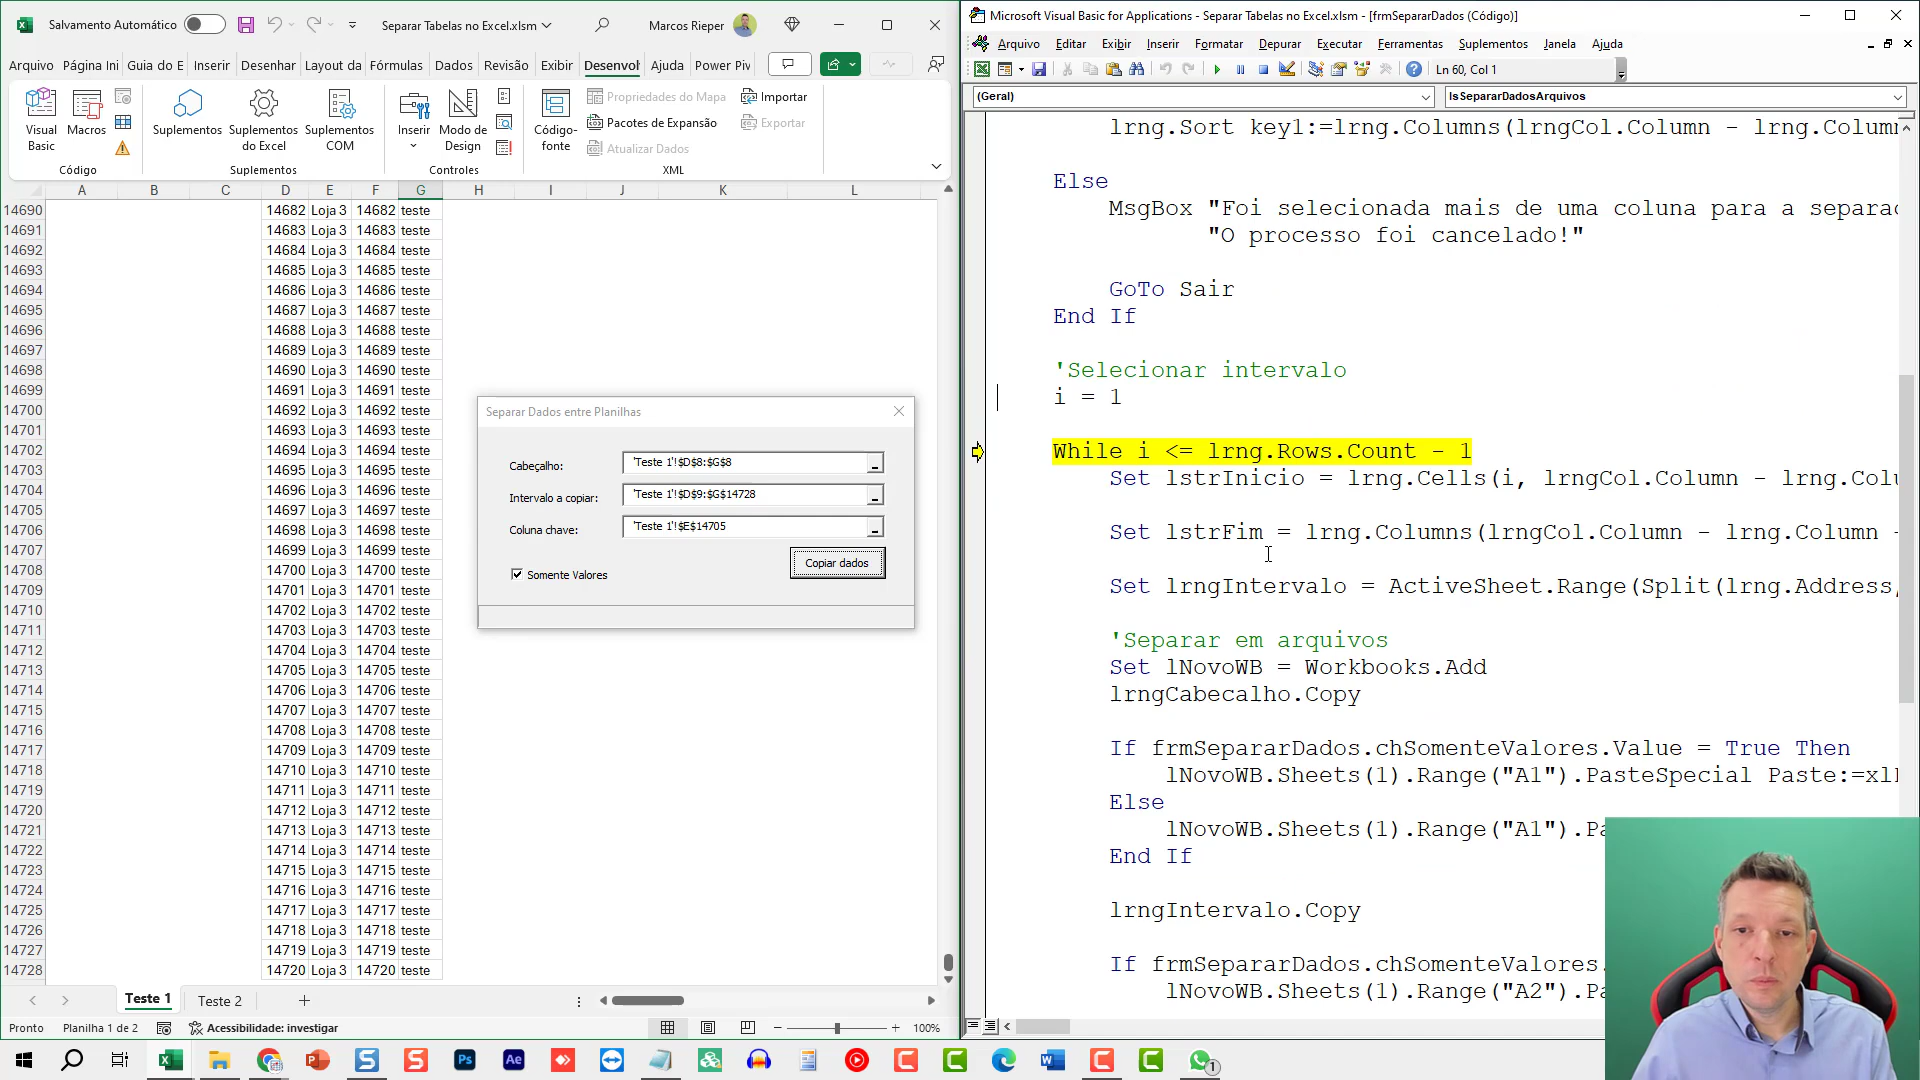 Salvamento Automático
Separar Tabelas no Excel.xlsm
Marcos Rieper
Arquivo Página Ini Guia do E Inserir Desenhar Layout da Fórmulas Dados Revisão Exibir Desenvol Ajuda Power Piv
Visual Basic
Macros
Suplementos
Suplementos do Excel
Suplementos COM
Inserir
Modo de Design
Código-fonte
Propriedades do Mapa
Pacotes de Expansão
Atualizar Dados
Importar
Exportar
Código Suplementos Controles XML
A B C D E F G H I J K L
14690 14682 Loja 3 14682 teste
14691 14683 Loja 3 14683 teste
14692 14684 Loja 3 14684 teste
14693 14685 Loja 3 14685 teste
14694 14686 Loja 3 14686 teste
14695 14687 Loja 3 14687 teste
14696 14688 Loja 3 14688 teste
14697 14689 Loja 3 14689 teste
14698 14690 Loja 3 14690 teste
14699 14691 Loja 3 14691 teste
14700 14692 Loja 3 14692 teste
14701 14693 Loja 3 14693 teste
14702 14694 Loja 3 14694 teste
14703 14695 Loja 3 14695 teste
14704 14696 Loja 3 14696 teste
14705 14697 Loja 3 14697 teste
14706 14698 Loja 3 14698 teste
14707 14699 Loja 3 14699 teste
14708 14700 Loja 3 14700 teste
14709 14701 Loja 3 14701 teste
14710 14702 Loja 3 14702 teste
14711 14703 Loja 3 14703 teste
14712 14704 Loja 3 14704 teste
14713 14705 Loja 3 14705 teste
14714 14706 Loja 3 14706 teste
14715 14707 Loja 3 14707 teste
14716 14708 Loja 3 14708 teste
14717 14709 Loja 3 14709 teste
14718 14710 Loja 3 14710 teste
14719 14711 Loja 3 14711 teste
14720 14712 Loja 3 14712 teste
14721 14713 Loja 3 14713 teste
14722 14714 Loja 3 14714 teste
14723 14715 Loja 3 14715 teste
14724 14716 Loja 3 14716 teste
14725 14717 Loja 3 14717 teste
14726 14718 Loja 3 14718 teste
14727 14719 Loja 3 14719 teste
14728 14720 Loja 3 14720 teste
Separar Dados entre Planilhas
Cabeçalho: 'Teste 1'!$D$8:$G$8
Intervalo a copiar: 'Teste 1'!$D$9:$G$14728
Coluna chave: 'Teste 1'!$E$14705
Copiar dados
Somente Valores
Teste 1 Teste 2
Pronto Planilha 1 de 2 Acessibilidade: investigar 100%
Microsoft Visual Basic for Applications - Separar Tabelas no Excel.xlsm - [frmSepararDados (Código)]
Arquivo Editar Exibir Inserir Formatar Depurar Executar Ferramentas Suplementos Janela Ajuda
Ln 60, Col 1
(Geral) lsSepararDadosArquivos
lrng.Sort key1:=lrng.Columns(lrngCol.Column - lrng.Column
Else
MsgBox "Foi selecionada mais de uma coluna para a separac
"O processo foi cancelado!"
GoTo Sair
End If
'Selecionar intervalo
i = 1
While i <= lrng.Rows.Count - 1
Set lstrInicio = lrng.Cells(i, lrngCol.Column - lrng.Colu
Set lstrFim = lrng.Columns(lrngCol.Column - lrng.Column -
Set lrngIntervalo = ActiveSheet.Range(Split(lrng.Address,
'Separar em arquivos
Set lNovoWB = Workbooks.Add
lrngCabecalho.Copy
If frmSepararDados.chSomenteValores.Value = True Then
lNovoWB.Sheets(1).Range("A1").PasteSpecial Paste:=xlP
Else
lNovoWB.Sheets(1).Range("A1").Pa
End If
lrngIntervalo.Copy
If frmSepararDados.chSomenteValores.
lNovoWB.Sheets(1).Range("A2").Pa
Ps Ae 1